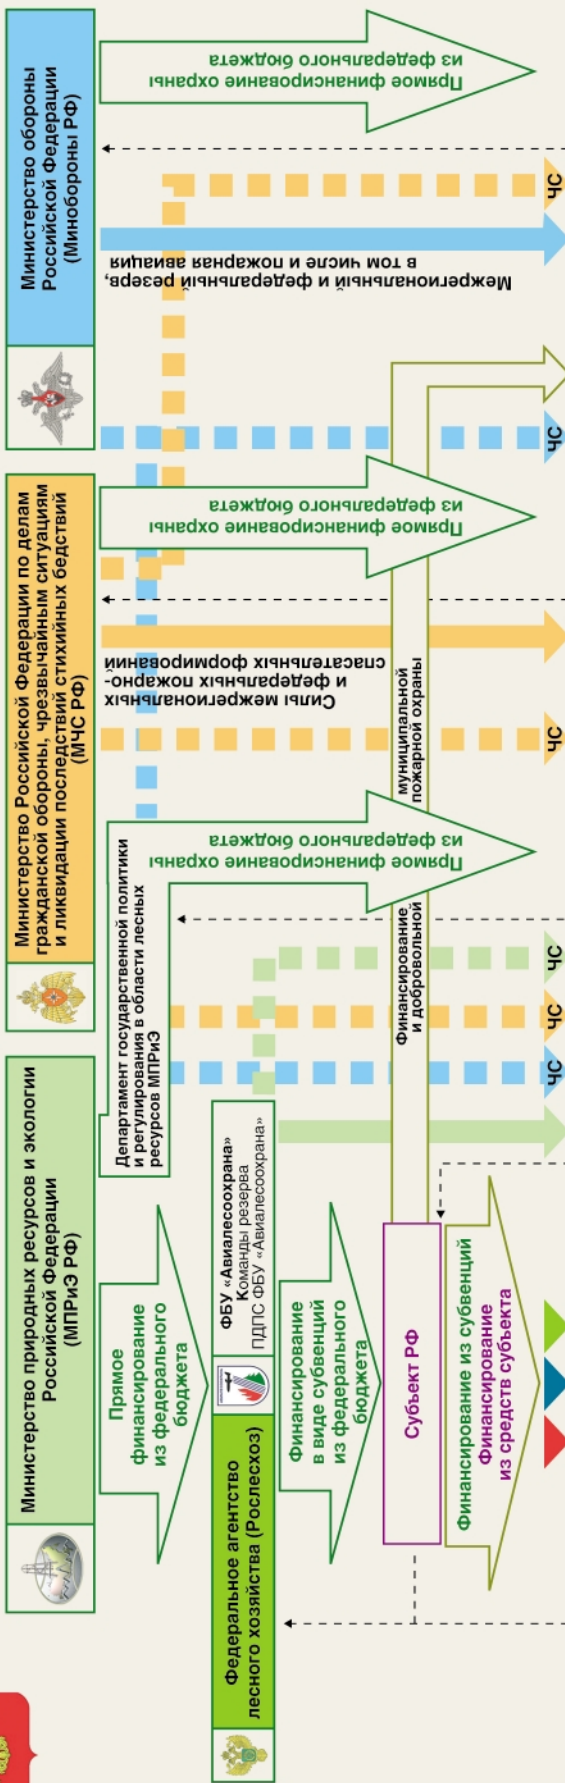 Министерство природных ресурсов и экологии
Российской Федерации
(МПРиЭ РФ)
Министерство Российской Федерации по делам
гражданской обороны, чрезвычайным ситуациям
и ликвидации последствий стихийных бедствий
(МЧС РФ)
Министерство обороны
Российской Федерации
(Минобороны РФ)
Прямое
финансирование
из федерального
бюджета
Департамент государственной политики
и регулирования в области лесных
ресурсов МПРиЭ
Прямое финансирование охраны
из федерального бюджета
Силы межрегиональных
и федеральных пожарно-
спасательных формирований
Прямое финансирование охраны
из федерального бюджета
Межрегиональный и федеральный резерв,
в том числе и пожарная авиация
Прямое финансирование охраны
из федерального бюджета
Федеральное агентство
лесного хозяйства (Рослесхоз)
ФБУ «Авиалесоохрана»
Команды резерва
ПДПС ФБУ «Авиалесоохрана»
Финансирование
в виде субвенций
из федерального
бюджета
Субъект РФ
Финансирование муниципальной
и добровольной пожарной охраны
Финансирование из субвенций
Финансирование
из средств субъекта
ЧС
ЧС
ЧС
ЧС
ЧС
ЧС